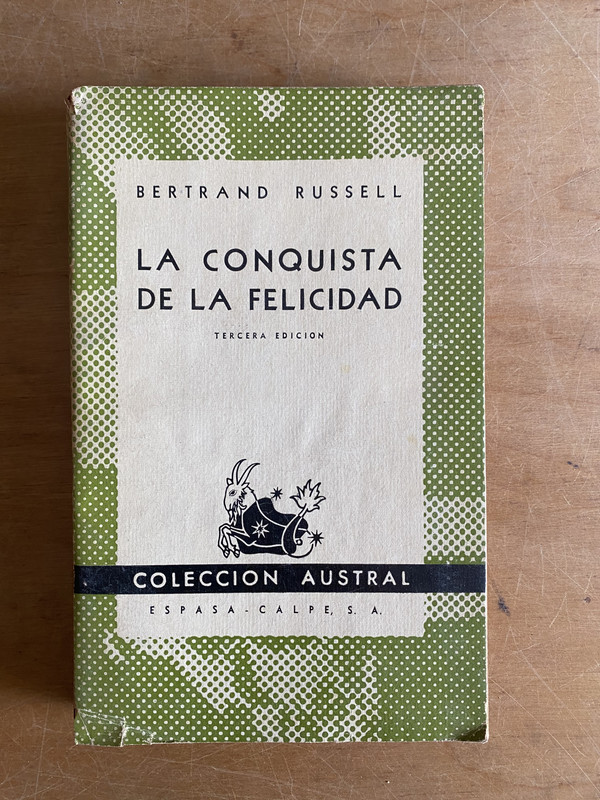 BERTRAND RUSSELL
LA CONQUISTA
DE LA FELICIDAD
TERCERA EDICION
COLECCION AUSTRAL
ESPASA - CALPE, S. A.